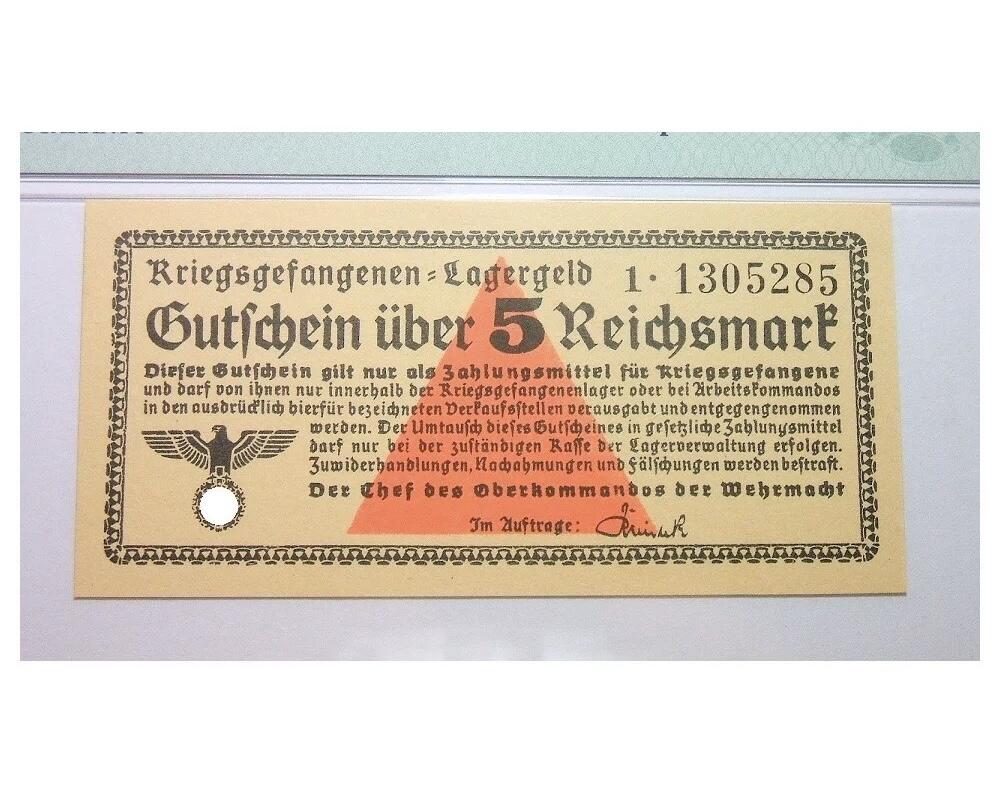 Kriegsgefangenen=Lagergeld 1· 1305285
Gutschein über 5 Reichsmark
Dieser Gutschein gilt nur als Zahlungsmittel für Kriegsgefangene
und darf von ihnen nur innerhalb der Kriegsgefangenenlager oder bei Arbeitskommandos
in den ausdrücklich hierfür bezeichneten Verkaufsstellen verausgabt und entgegengenommen
werden. Der Umtausch dieses Gutscheines in gesetzliche Zahlungsmittel
darf nur bei der zuständigen Kasse der Lagerverwaltung erfolgen.
Zuwiderhandlungen, Nachahmungen und Fälschungen werden bestraft.
Der Chef des Oberkommandos der Wehrmacht
Im Auftrage: